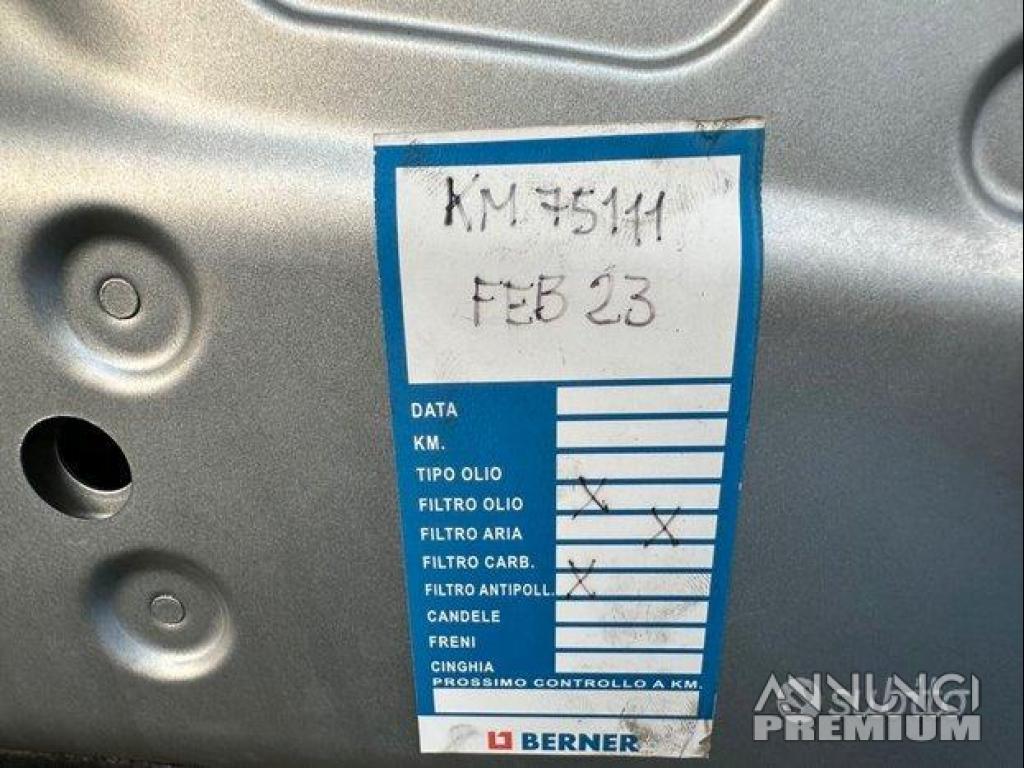 KM 75111
FEB 23
DATA
KM.
TIPO OLIO
FILTRO OLIO X
FILTRO ARIA X
FILTRO CARB.
FILTRO ANTIPOLL. X
CANDELE
FRENI
CINGHIA
PROSSIMO CONTROLLO A KM.
BERNER
ANNUNCI
PREMIUM